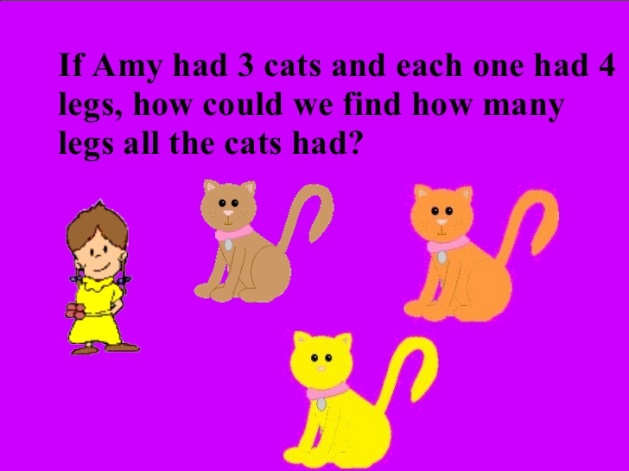 If Amy had 3 cats and each one had 4
legs, how could we find how many
legs all the cats had?